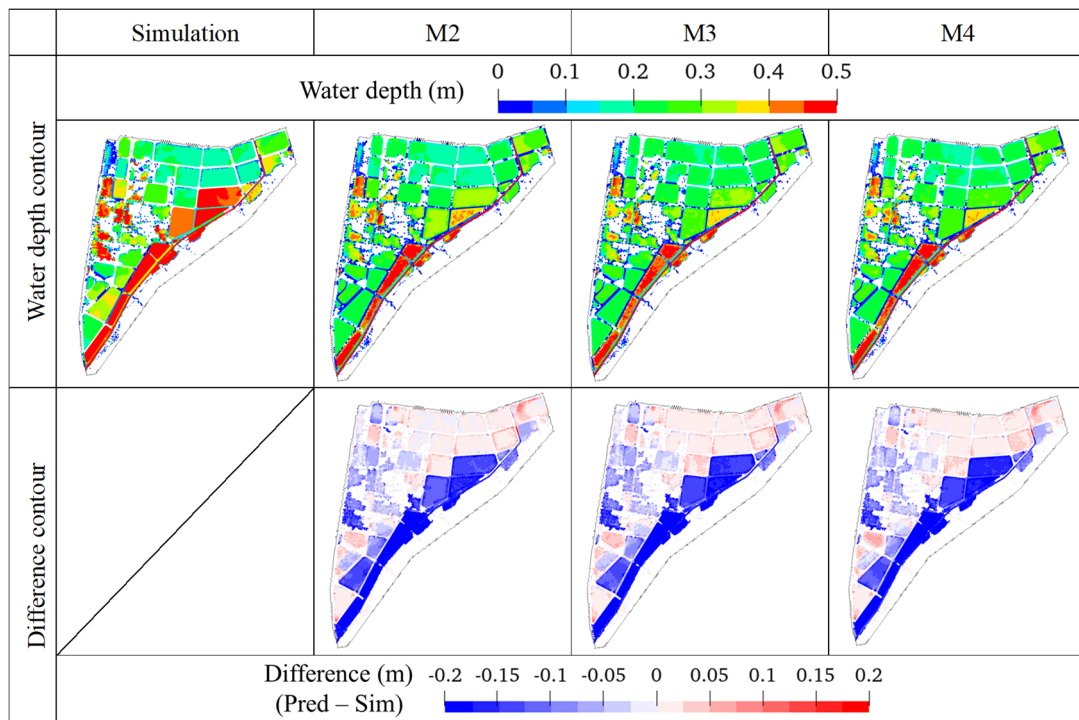 Simulation M2 M3 M4
Water depth (m) 0 0.1 0.2 0.3 0.4 0.5
Water depth contour
Difference contour
Difference (m) -0.2 -0.15 -0.1 -0.05 0 0.05 0.1 0.15 0.2
(Pred – Sim)